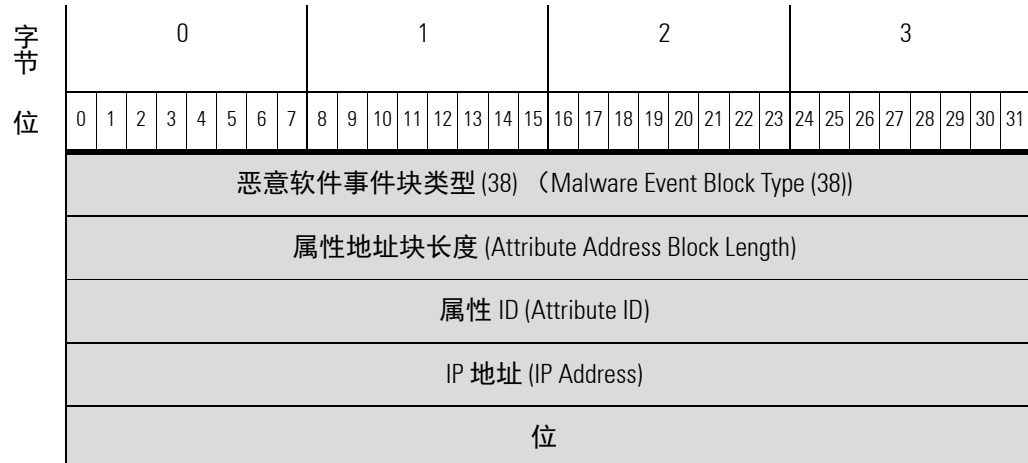 字节 0 1 2 3
位 0 1 2 3 4 5 6 7 8 9 10 11 12 13 14 15 16 17 18 19 20 21 22 23 24 25 26 27 28 29 30 31
恶意软件事件块类型 (38) （Malware Event Block Type (38))
属性地址块长度 (Attribute Address Block Length)
属性 ID (Attribute ID)
IP 地址 (IP Address)
位